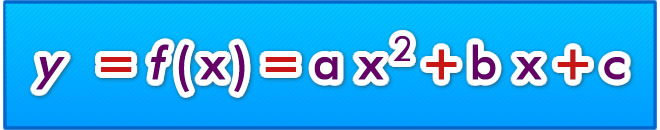 y = f(x) = a x² + b x + c